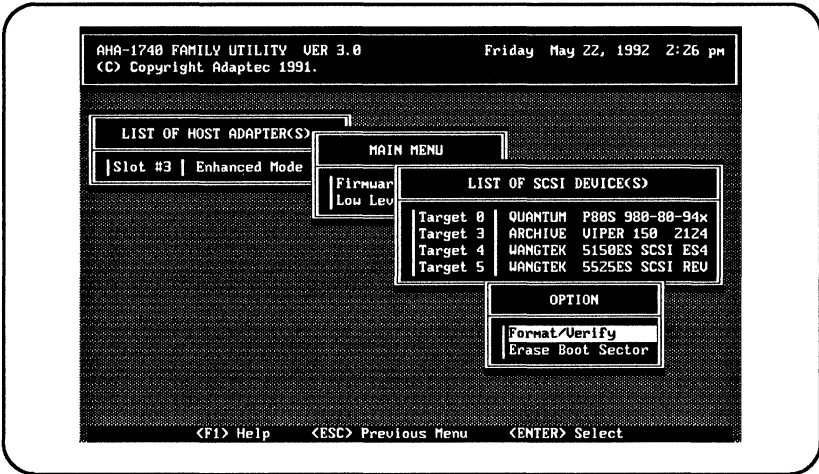 AHA-1740 FAMILY UTILITY VER 3.0 Friday May 22, 1992 2:26 pm
(C) Copyright Adaptec 1991.
LIST OF HOST ADAPTER(S)
Slot #3 | Enhanced Mode
MAIN MENU
Firmwar
Low Lev
LIST OF SCSI DEVICE(S)
Target 0 | QUANTUM P80S 980-80-94x
Target 3 | ARCHIVE VIPER 150 2124
Target 4 | WANGTEK 5150ES SCSI ES4
Target 5 | WANGTEK 5525ES SCSI REV
OPTION
Format/Verify
Erase Boot Sector
<F1> Help <ESC> Previous Menu <ENTER> Select